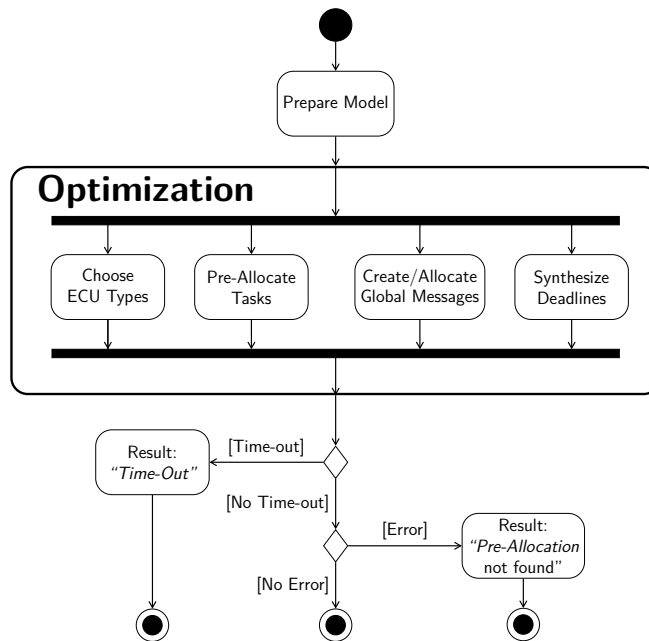 Prepare Model
Optimization
Choose
ECU Types
Pre-Allocate
Tasks
Create/Allocate
Global Messages
Synthesize
Deadlines
[Time-out]
Result:
“Time-Out”
[No Time-out]
[Error]
Result:
“Pre-Allocation
not found”
[No Error]